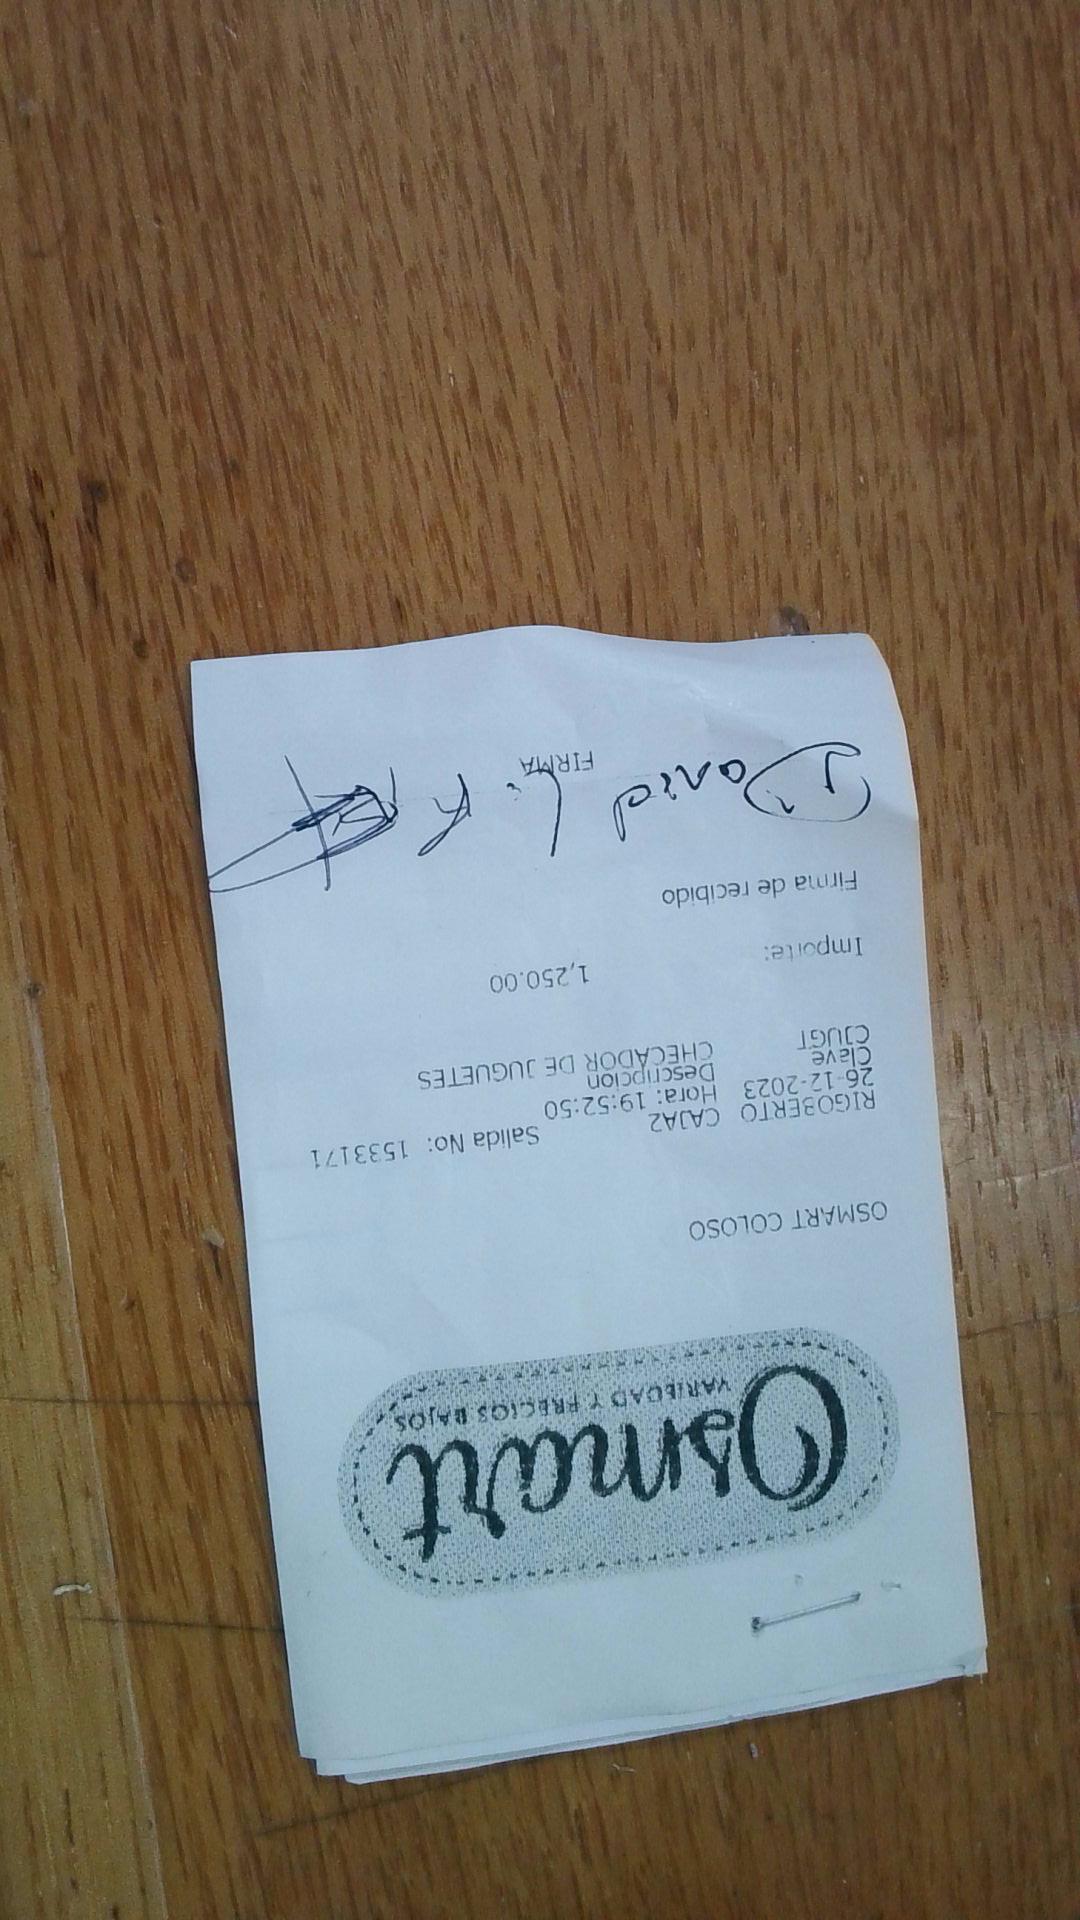 Osmart
VARIEDAD Y PRECIOS BAJOS
OSMART COLOSO
Salida No: 1533171
RIGOBERTO CAJA2
26-12-2023 Hora: 19:52:50
Clave Descripcion
CJUGT CHECADOR DE JUGUETES
Importe: 1,250.00
Firma de recibido
David
FIRMA